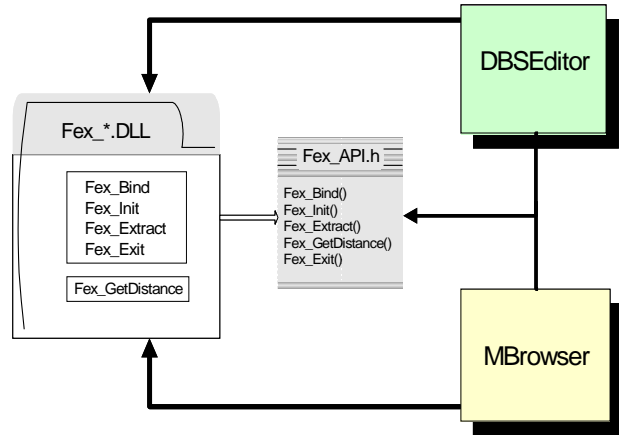 DBSEditor
Fex_*.DLL
Fex_Bind
Fex_Init
Fex_Extract
Fex_Exit
Fex_GetDistance
Fex_API.h
Fex_Bind()
Fex_Init()
Fex_Extract()
Fex_GetDistance()
Fex_Exit()
MBrowser